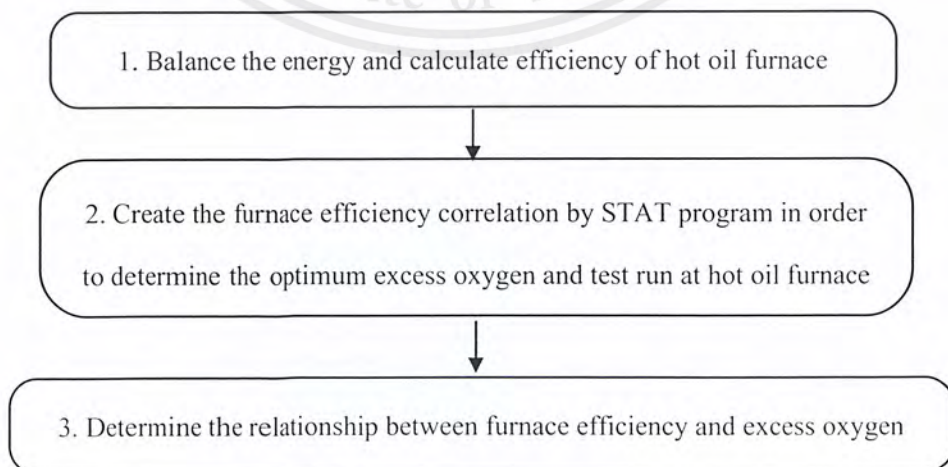 1. Balance the energy and calculate efficiency of hot oil furnace
2. Create the furnace efficiency correlation by STAT program in order
to determine the optimum excess oxygen and test run at hot oil furnace
3. Determine the relationship between furnace efficiency and excess oxygen